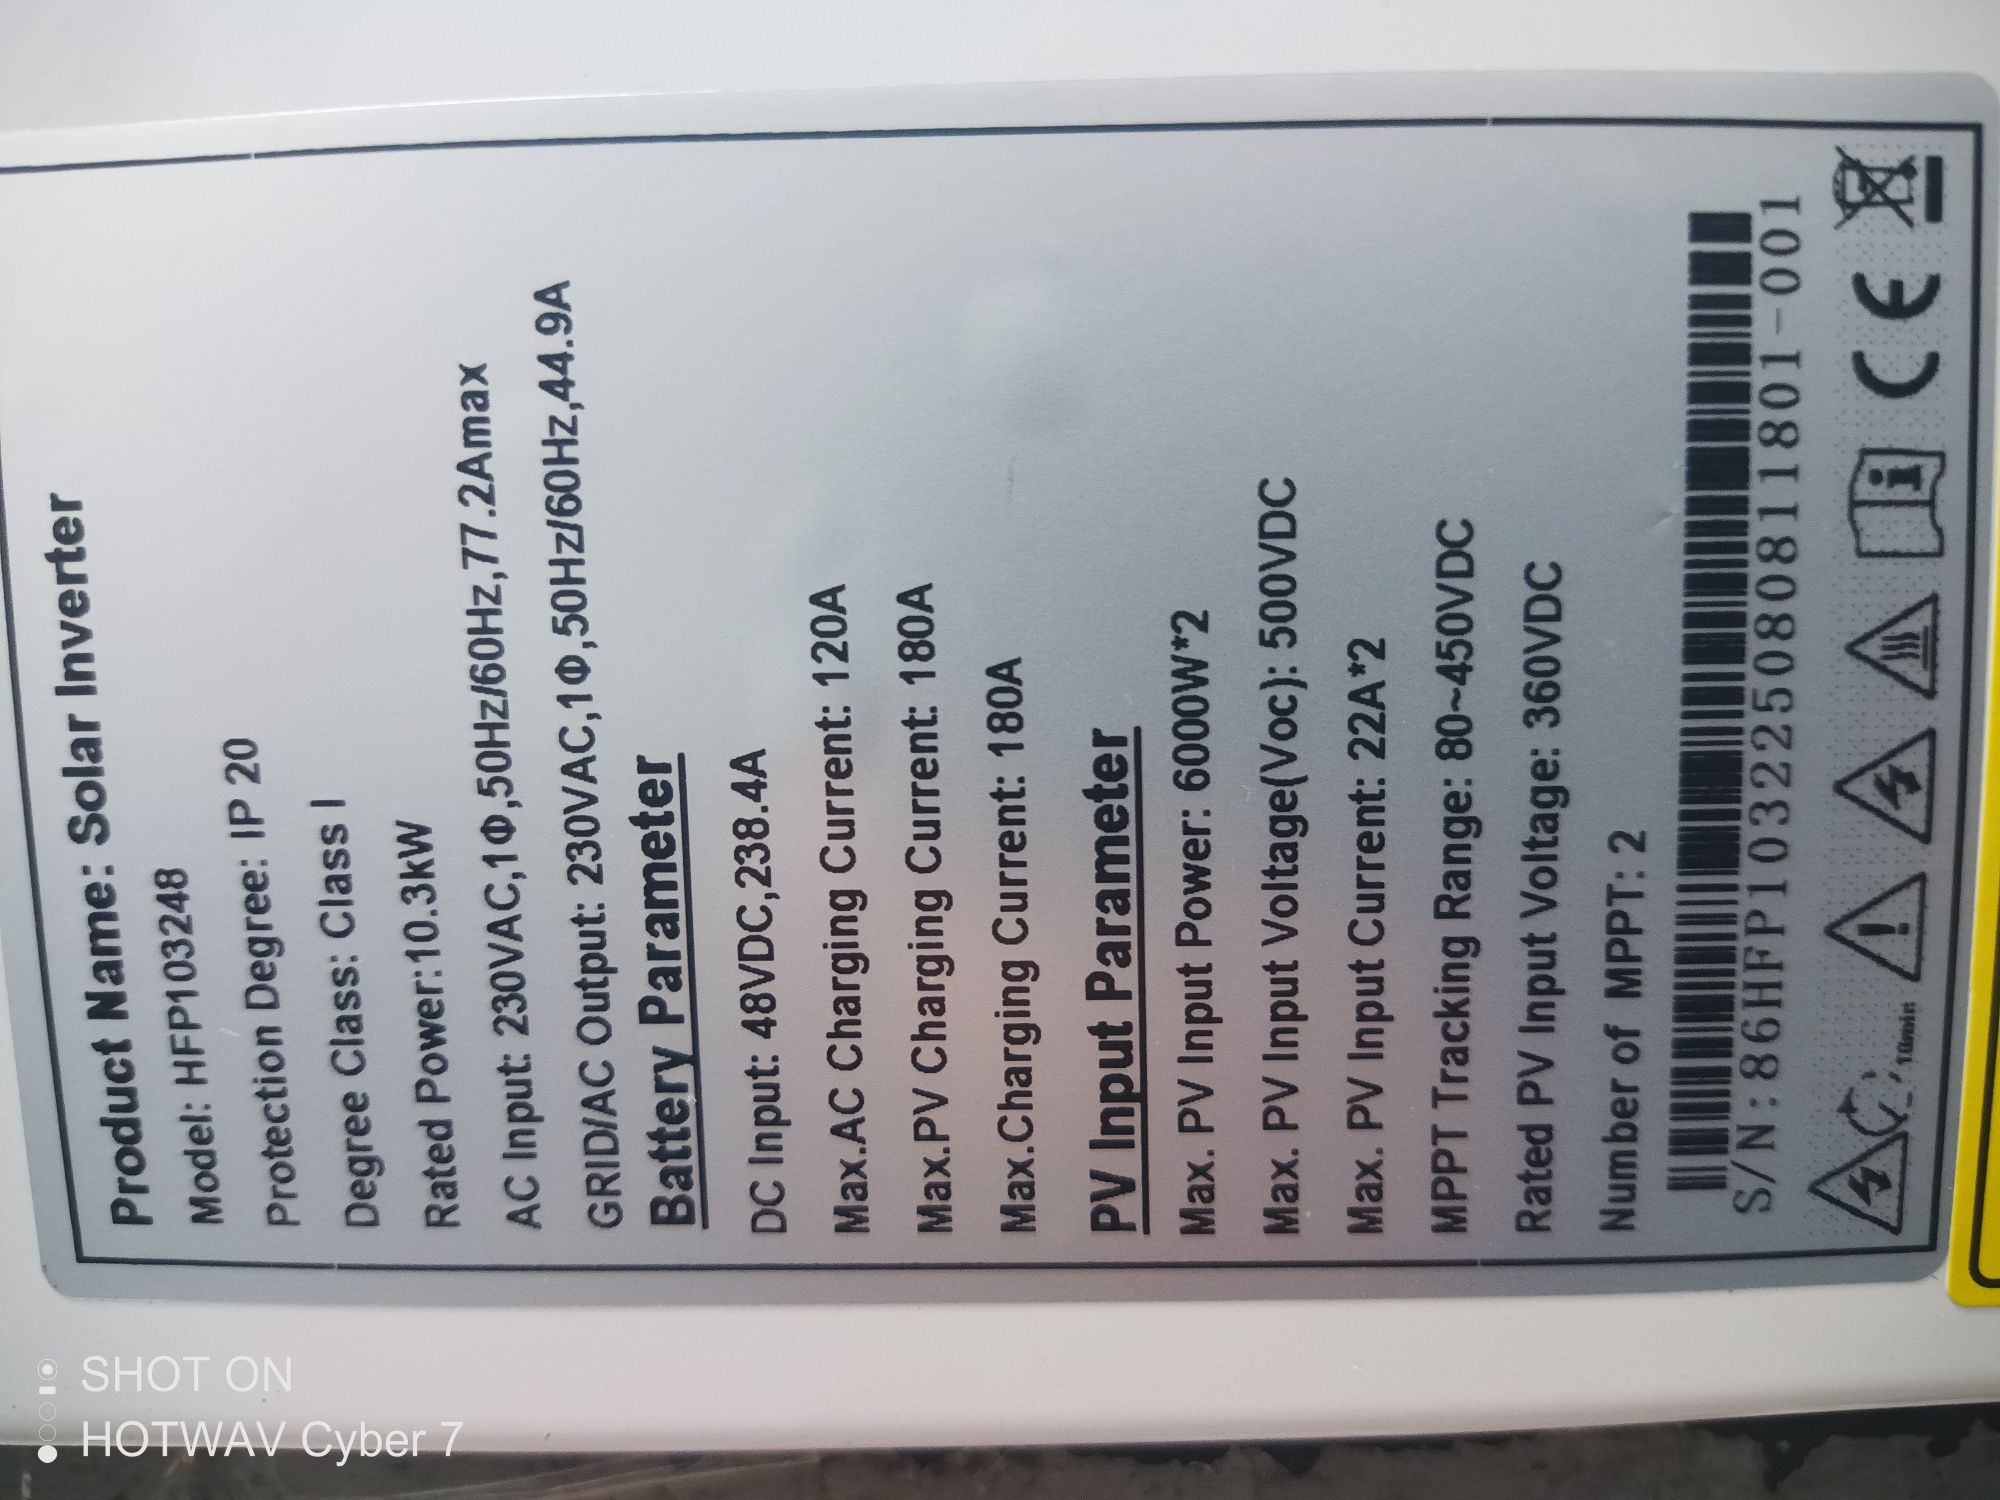 Product Name: Solar Inverter
Model: HFP103248
Protection Degree: IP 20
Degree Class: Class I
Rated Power:10.3kW
AC Input: 230VAC,1Φ,50Hz/60Hz,77.2Amax
GRID/AC Output: 230VAC,1Φ,50Hz/60Hz,44.9A
Battery Parameter
DC Input: 48VDC,238.4A
Max.AC Charging Current: 120A
Max.PV Charging Current: 180A
Max.Charging Current: 180A
PV Input Parameter
Max. PV Input Power: 6000W*2
Max. PV Input Voltage(Voc): 500VDC
Max. PV Input Current: 22A*2
MPPT Tracking Range: 80~450VDC
Rated PV Input Voltage: 360VDC
Number of MPPT: 2
S/N:86HFP10322508081​1801-001
10min
CE
SHOT ON
HOTWAV Cyber 7